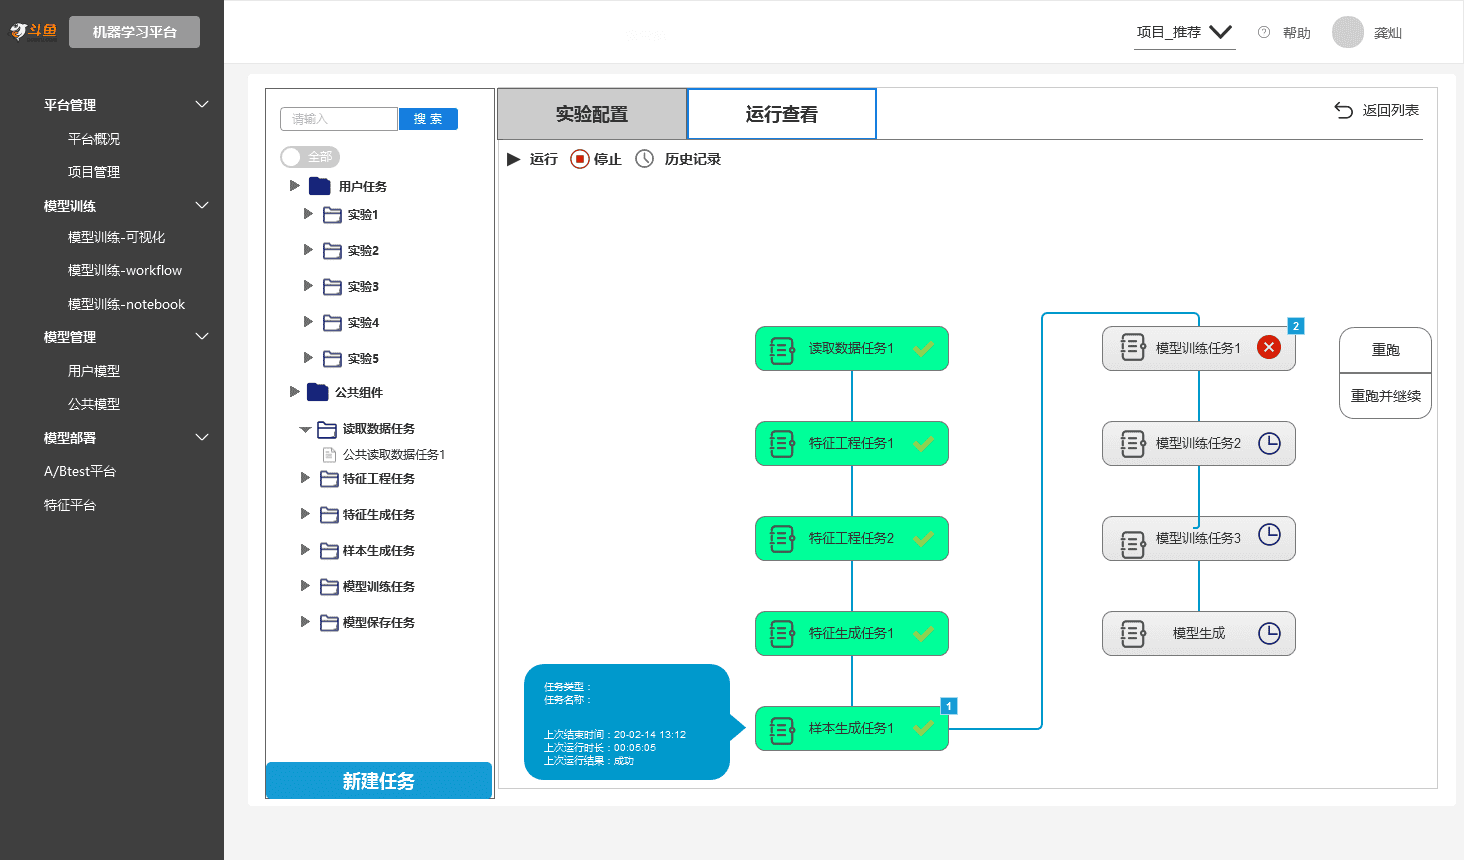 斗鱼
机器学习平台
项目_推荐
帮助
龚灿
平台管理
平台概况
项目管理
模型训练
模型训练-可视化
模型训练-workflow
模型训练-notebook
模型管理
用户模型
公共模型
模型部署
A/Btest平台
特征平台
请输入
搜 索
全部
用户任务
实验1
实验2
实验3
实验4
实验5
公共组件
读取数据任务
公共读取数据任务1
特征工程任务
特征生成任务
样本生成任务
模型训练任务
模型保存任务
新建任务
实验配置
运行查看
返回列表
运行
停止
历史记录
读取数据任务1
特征工程任务1
特征工程任务2
特征生成任务1
样本生成任务1
1
任务类型：
任务名称：
上次结束时间：20-02-14 13:12
上次运行时长：00:05:05
上次运行结果：成功
模型训练任务1
2
模型训练任务2
模型训练任务3
模型生成
重跑
重跑并继续